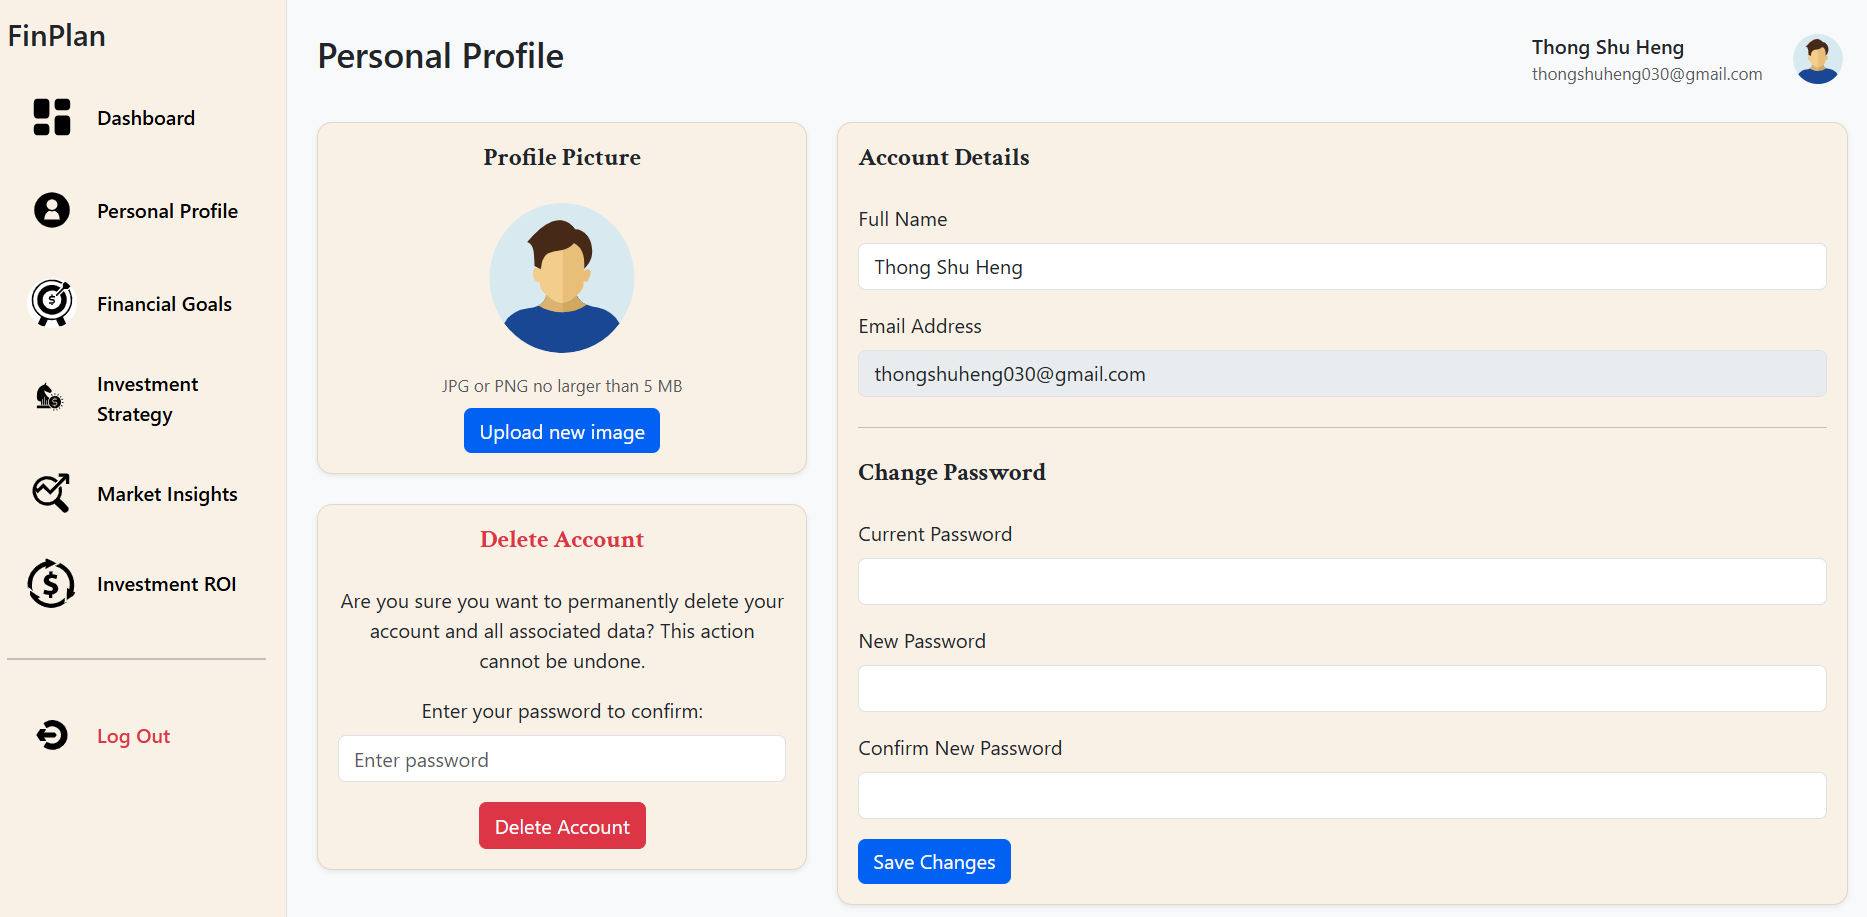 FinPlan
Dashboard
Personal Profile
Financial Goals
Investment
Strategy
Market Insights
Investment ROI
Log Out
Personal Profile
Thong Shu Heng
thongshuheng030@gmail.com
Profile Picture
JPG or PNG no larger than 5 MB
Upload new image
Delete Account
Are you sure you want to permanently delete your
account and all associated data? This action
cannot be undone.
Enter your password to confirm:
Enter password
Delete Account
Account Details
Full Name
Thong Shu Heng
Email Address
thongshuheng030@gmail.com
Change Password
Current Password
New Password
Confirm New Password
Save Changes